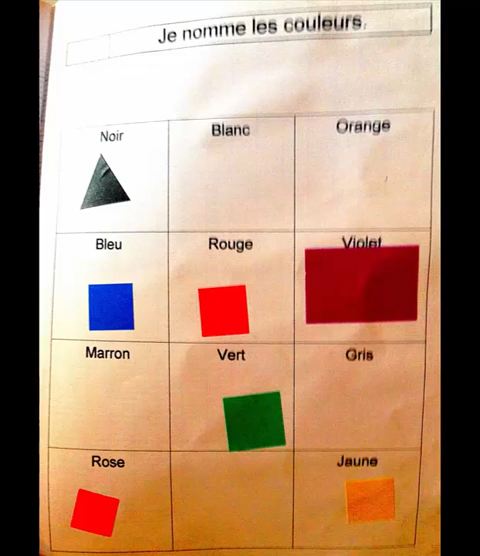 Je nomme les couleurs.
Noir Blanc Orange
Bleu Rouge Violet
Marron Vert Gris
Rose Jaune